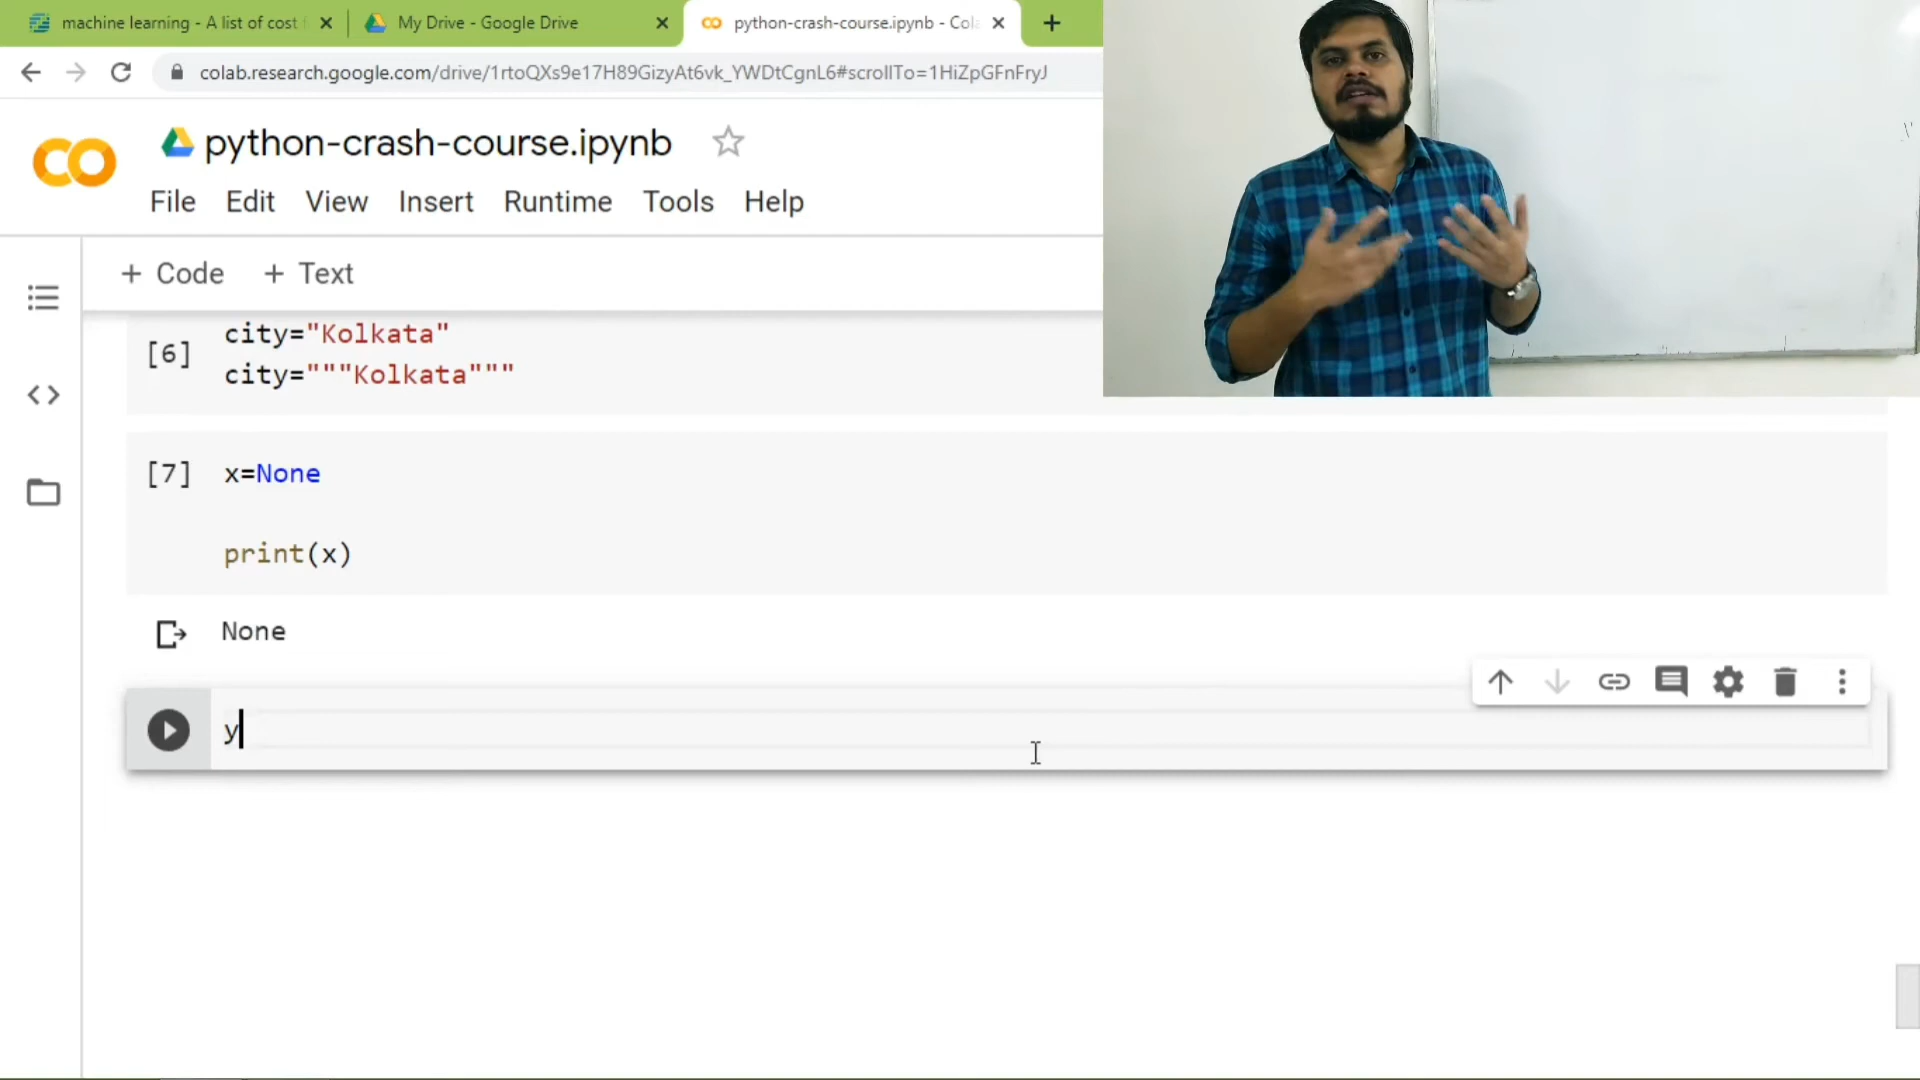 machine learning - A list of cost f
My Drive - Google Drive
python-crash-course.ipynb - Cola
colab.research.google.com/drive/1rtoQXs9e17H89GizyAt6vk_YWDtCgnL6#scrollTo=1HiZpGFnFryJ
python-crash-course.ipynb
File Edit View Insert Runtime Tools Help
+ Code + Text
[6]
city="Kolkata"
city="""Kolkata"""
[7] x=None
print(x)
None
y